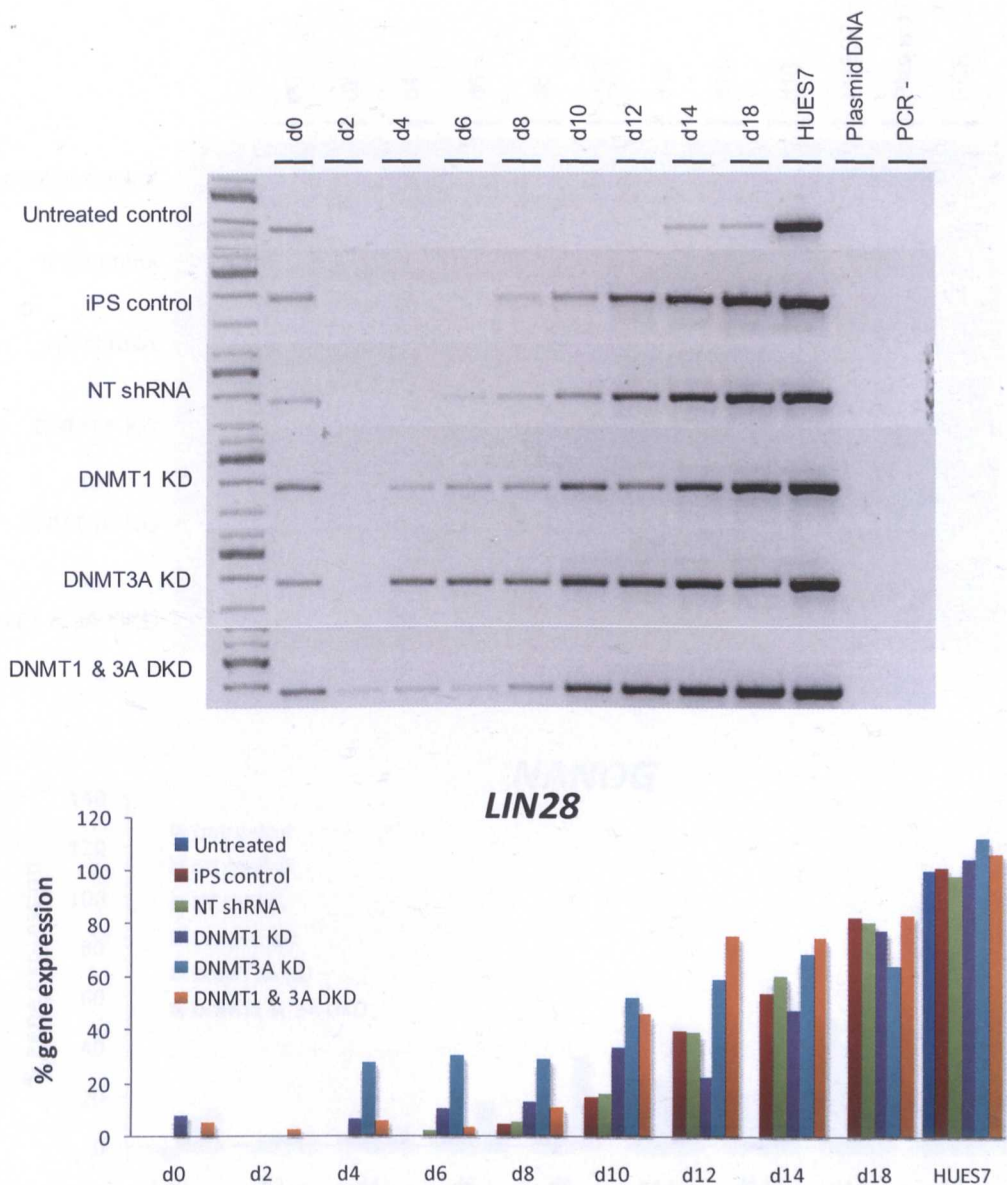 d0 d2 d4 d6 d8 d10 d12 d14 d18 HUES7 Plasmid DNA PCR -
Untreated control
iPS control
NT shRNA
DNMT1 KD
DNMT3A KD
DNMT1 & 3A DKD
LIN28
% gene expression
120
100
80
60
40
20
0
Untreated
iPS control
NT shRNA
DNMT1 KD
DNMT3A KD
DNMT1 & 3A DKD
d0 d2 d4 d6 d8 d10 d12 d14 d18 HUES7